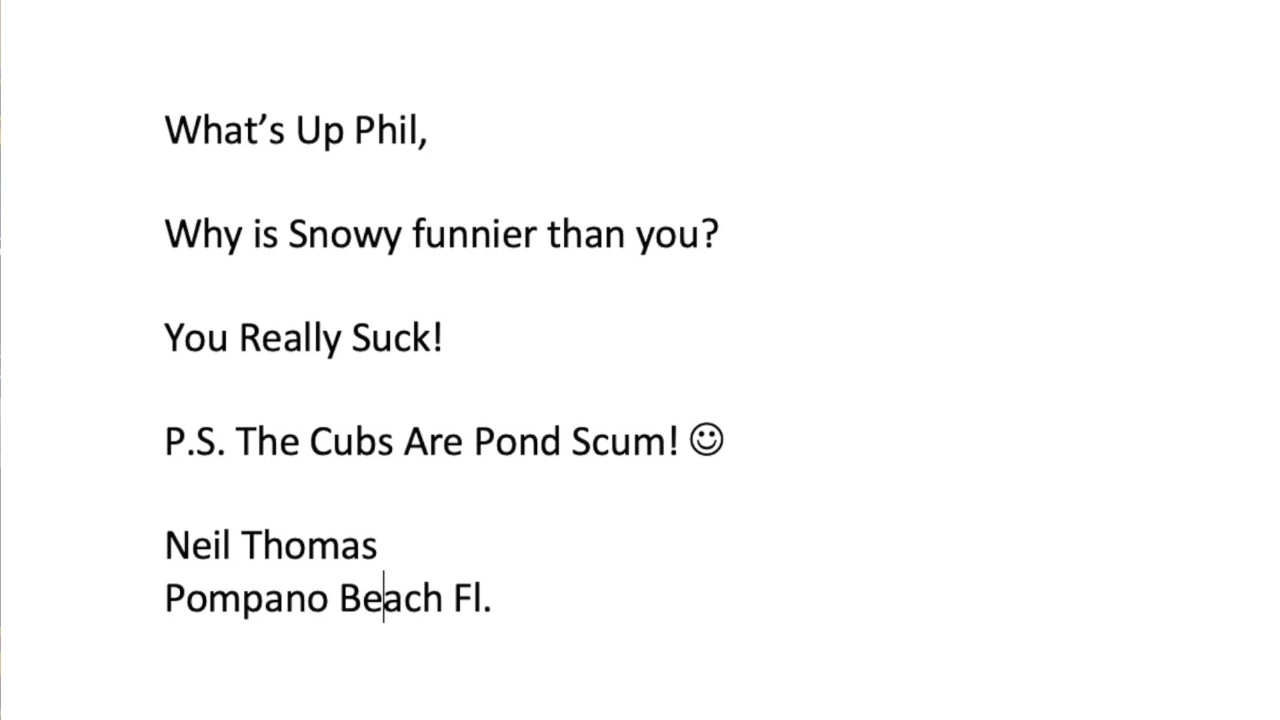 What’s Up Phil,
Why is Snowy funnier than you?
You Really Suck!
P.S. The Cubs Are Pond Scum! ☺
Neil Thomas
Pompano Beach Fl.